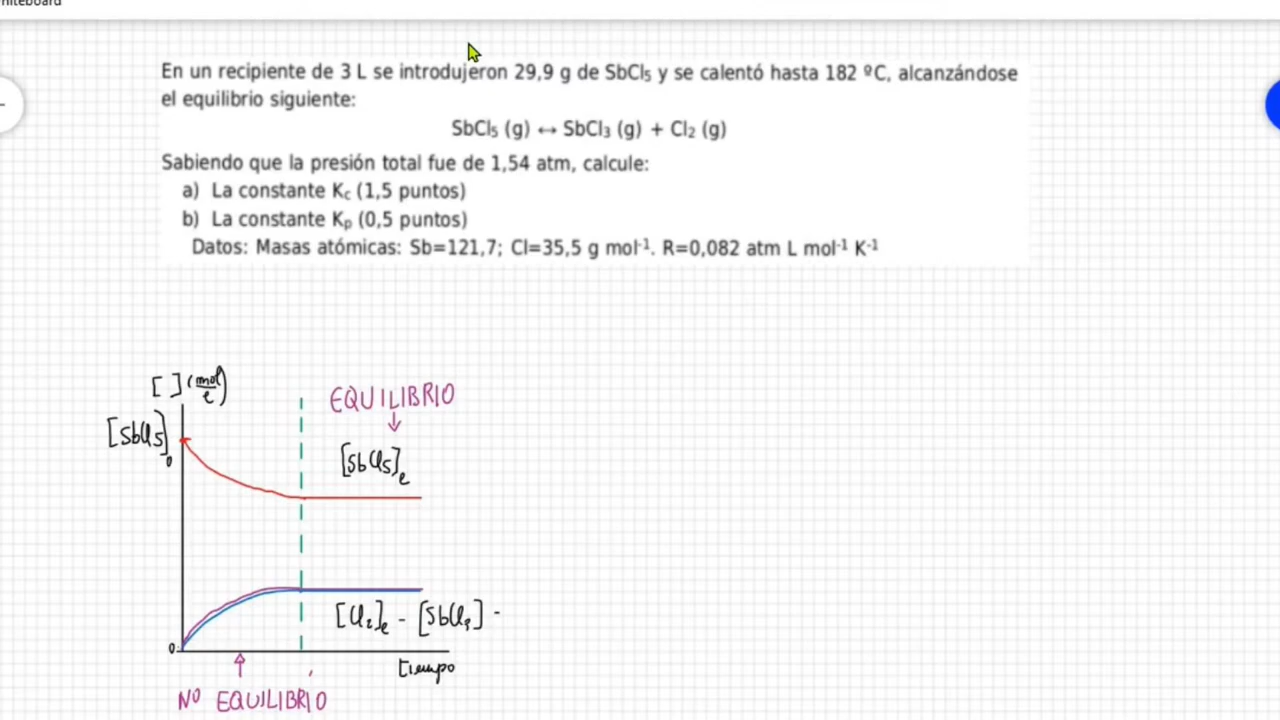 En un recipiente de 3 L se introdujeron 29,9 g de SbCl₅ y se calentó hasta 182 ºC, alcanzándose
el equilibrio siguiente:
SbCl₅ (g) ↔ SbCl₃ (g) + Cl₂ (g)
Sabiendo que la presión total fue de 1,54 atm, calcule:
a) La constante K꜀ (1,5 puntos)
b) La constante Kₚ (0,5 puntos)
Datos: Masas atómicas: Sb=121,7; Cl=35,5 g mol⁻¹. R=0,082 atm L mol⁻¹ K⁻¹
[ ] (mol/l)
EQUILIBRIO
[SbCl5]₀
[SbCl5]e
[Cl₂]e - [SbCl₃] -
0
tiempo
NO EQUILIBRIO